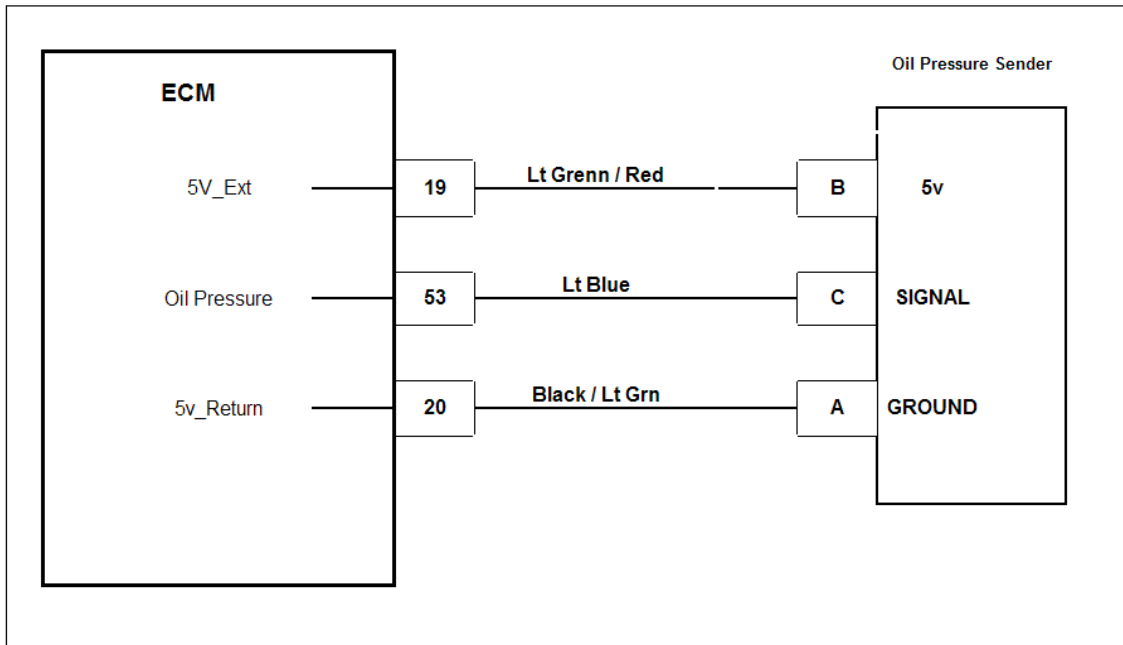 Oil Pressure Sender
ECM
5V_Ext
19
Lt Grenn / Red
B
5v
Oil Pressure
53
Lt Blue
C
SIGNAL
5v_Return
20
Black / Lt Grn
A
GROUND